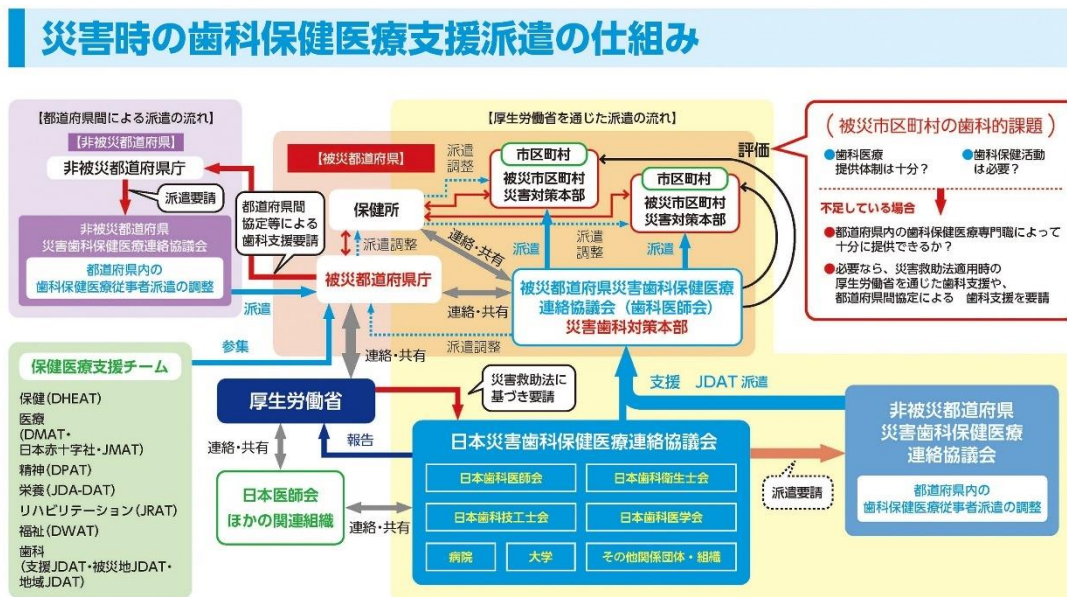 災害時の歯科保健医療支援派遣の仕組み
【都道府県間による派遣の流れ】
【非被災都道府県】
非被災都道府県庁
派遣要請
非被災都道府県
災害歯科保健医療連絡協議会
都道府県内の
歯科保健医療従事者派遣の調整
都道府県間
協定等による
歯科支援要請
派遣
【厚生労働省を通じた派遣の流れ】
【被災都道府県】
保健所
派遣
調整
市区町村
被災市区町村
災害対策本部
市区町村
被災市区町村
災害対策本部
評価
派遣調整
連絡・共有
派遣
派遣
調整
派遣
被災都道府県庁
連絡・共有
被災都道府県災害歯科保健医療
連絡協議会（歯科医師会）
災害歯科対策本部
派遣調整
（被災市区町村の歯科的課題）
●歯科医療
提供体制は十分？
●歯科保健活動
は必要？
不足している場合
●都道府県内の歯科保健医療専門職によって
十分に提供できるか？
●必要なら、災害救助法適用時の
厚生労働省を通じた歯科支援や、
都道府県間協定による 歯科支援を要請
参集
連絡・共有
保健医療支援チーム
保健(DHEAT)
医療
(DMAT・
日本赤十字社・JMAT)
精神(DPAT)
栄養(JDA-DAT)
リハビリテーション(JRAT)
福祉(DWAT)
歯科
(支援JDAT・被災地JDAT・
地域JDAT)
厚生労働省
災害救助法に
基づき要請
支援 JDAT 派遣
連絡・共有
報告
日本医師会
ほかの関連組織
連絡・共有
日本災害歯科保健医療連絡協議会
日本歯科医師会
日本歯科衛生士会
日本歯科技工士会
日本歯科医学会
病院
大学
その他関係団体・組織
派遣要請
非被災都道府県
災害歯科保健医療
連絡協議会
都道府県内の
歯科保健医療従事者派遣の調整